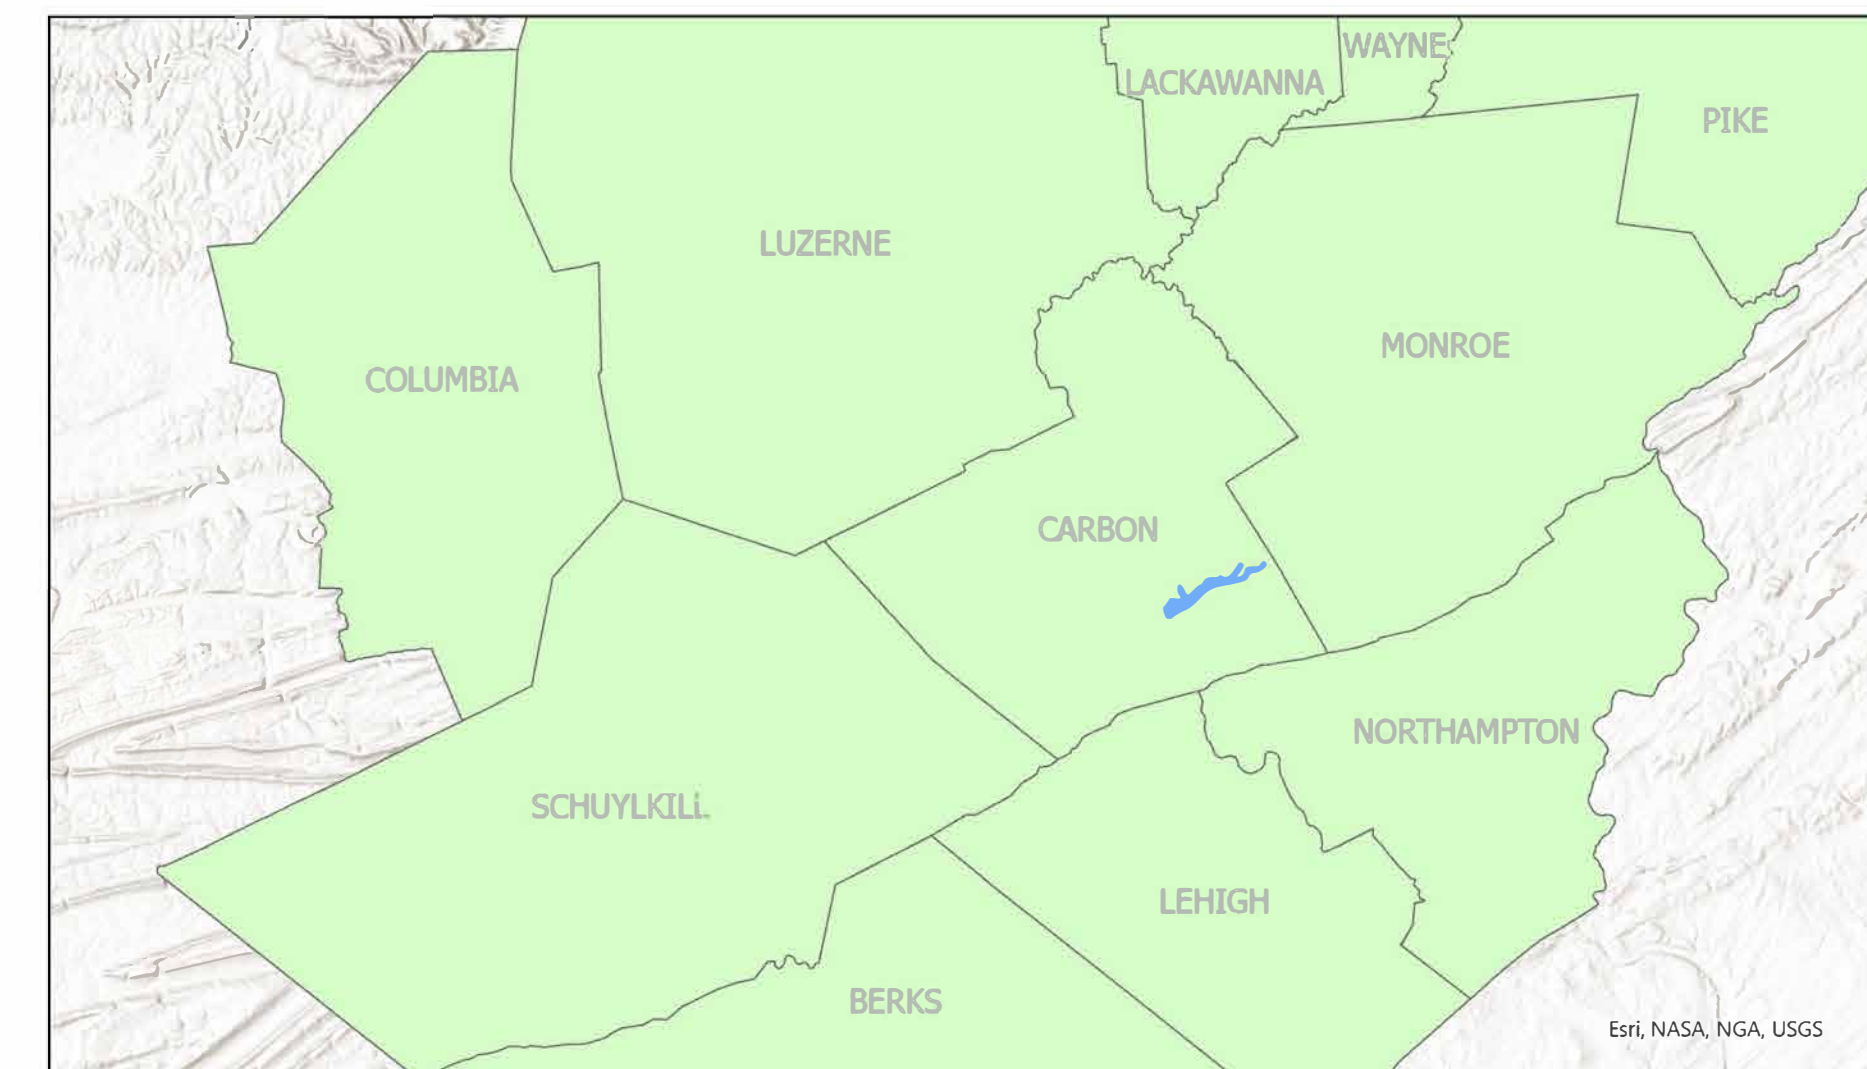 WAYNE
LACKAWANNA
PIKE
LUZERNE
MONROE
COLUMBIA
CARBON
NORTHAMPTON
SCHUYLKILL
LEHIGH
BERKS
Esri, NASA, NGA, USGS